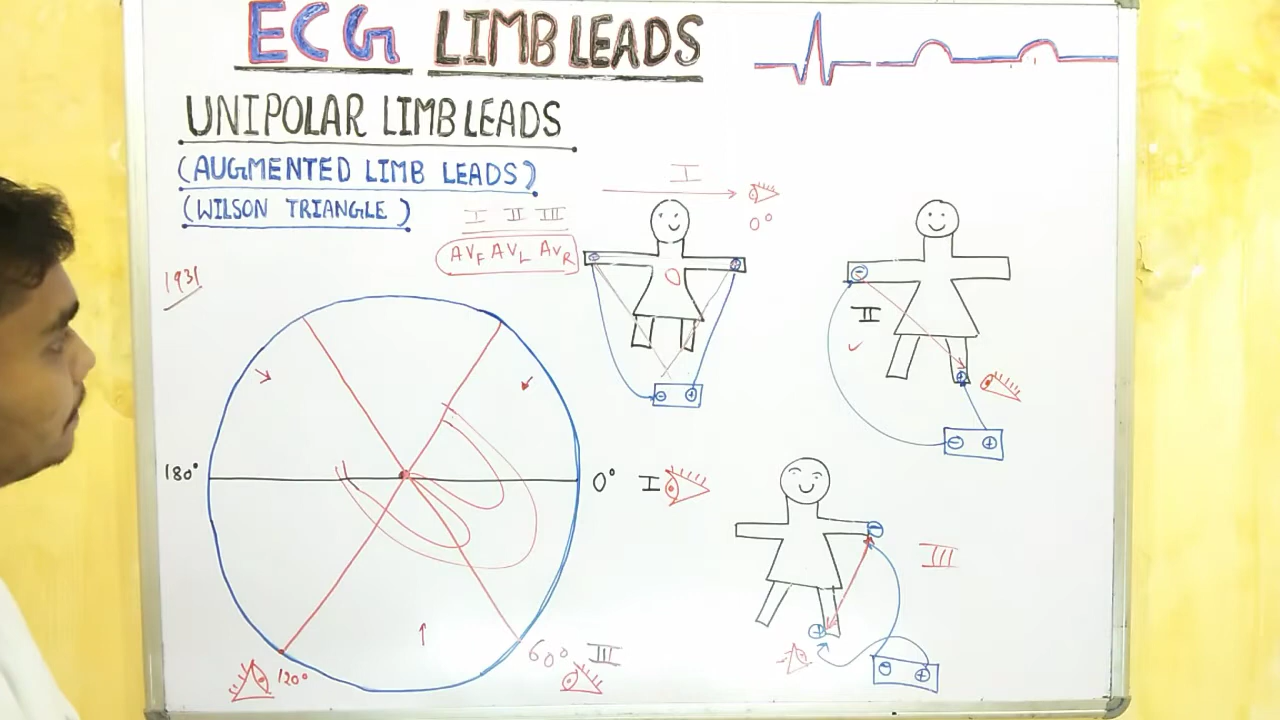 ECG LIMB LEADS
UNIPOLAR LIMB LEADS
(AUGMENTED LIMB LEADS)
(WILSON TRIANGLE)
I II III
AVF AVL AVR
1931
I
0°
II
180°
0° I
III
60° III
120°